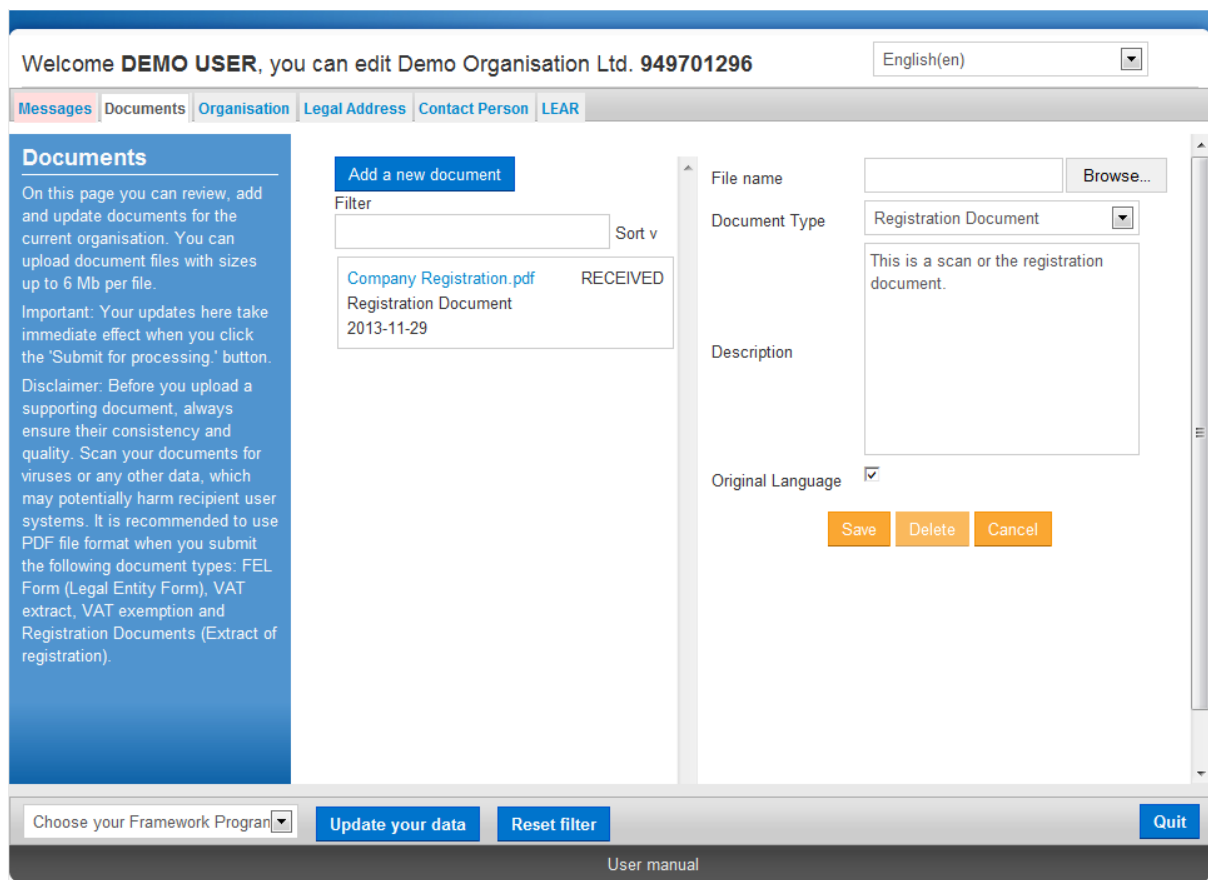 Welcome DEMO USER, you can edit Demo Organisation Ltd. 949701296
English(en)
Messages Documents Organisation Legal Address Contact Person LEAR
Documents
On this page you can review, add
and update documents for the
current organisation. You can
upload document files with sizes
up to 6 Mb per file.
Important: Your updates here take
immediate effect when you click
the 'Submit for processing.' button.
Disclaimer: Before you upload a
supporting document, always
ensure their consistency and
quality. Scan your documents for
viruses or any other data, which
may potentially harm recipient user
systems. It is recommended to use
PDF file format when you submit
the following document types: FEL
Form (Legal Entity Form), VAT
extract, VAT exemption and
Registration Documents (Extract of
registration).
Add a new document
Filter
Sort v
Company Registration.pdf RECEIVED
Registration Document
2013-11-29
File name Browse...
Document Type Registration Document
This is a scan or the registration
document.
Description
Original Language
Save Delete Cancel
Choose your Framework Progran Update your data Reset filter Quit
User manual